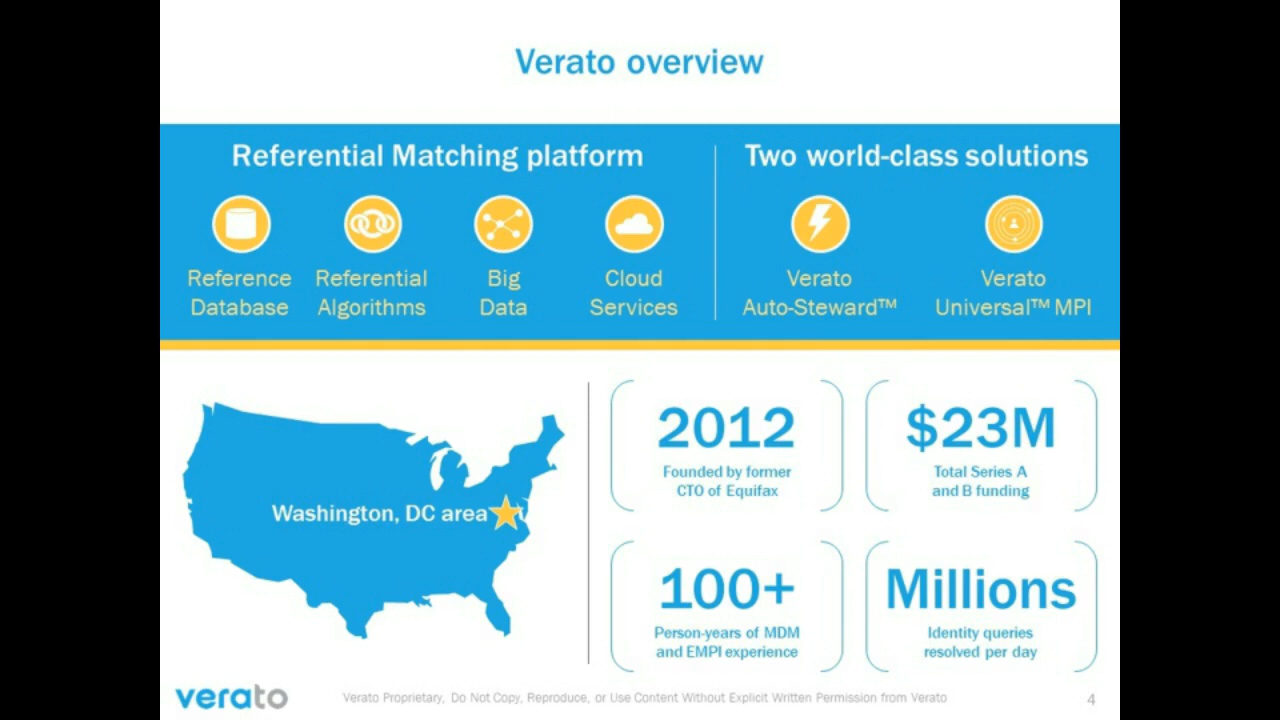 Verato overview
Referential Matching platform
Two world-class solutions
Reference
Database
Referential
Algorithms
Big
Data
Cloud
Services
Verato
Auto-Steward™
Verato
Universal™ MPI
Washington, DC area
2012
Founded by former
CTO of Equifax
$23M
Total Series A
and B funding
100+
Person-years of MDM
and EMPI experience
Millions
Identity queries
resolved per day
verato
Verato Proprietary, Do Not Copy, Reproduce, or Use Content Without Explicit Written Permission from Verato
4